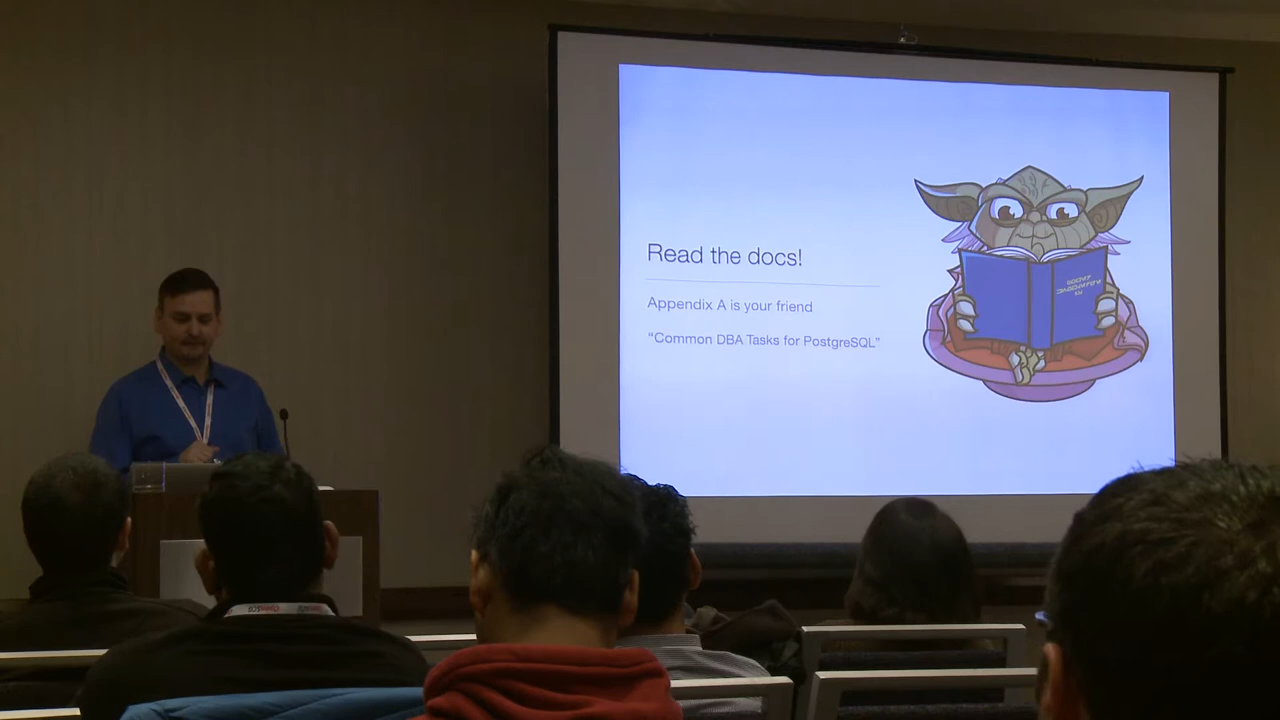 Read the docs!
Appendix A is your friend
“Common DBA Tasks for PostgreSQL”